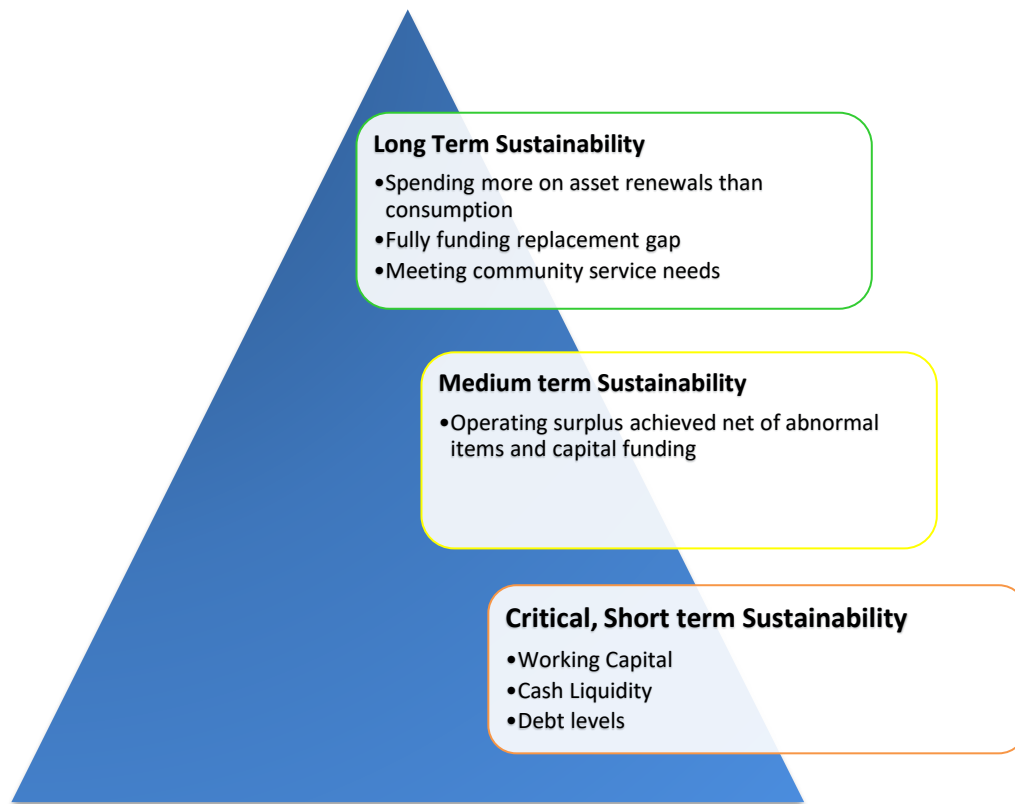 Long Term Sustainability
•Spending more on asset renewals than
consumption
•Fully funding replacement gap
•Meeting community service needs
Medium term Sustainability
•Operating surplus achieved net of abnormal
items and capital funding
Critical, Short term Sustainability
•Working Capital
•Cash Liquidity
•Debt levels